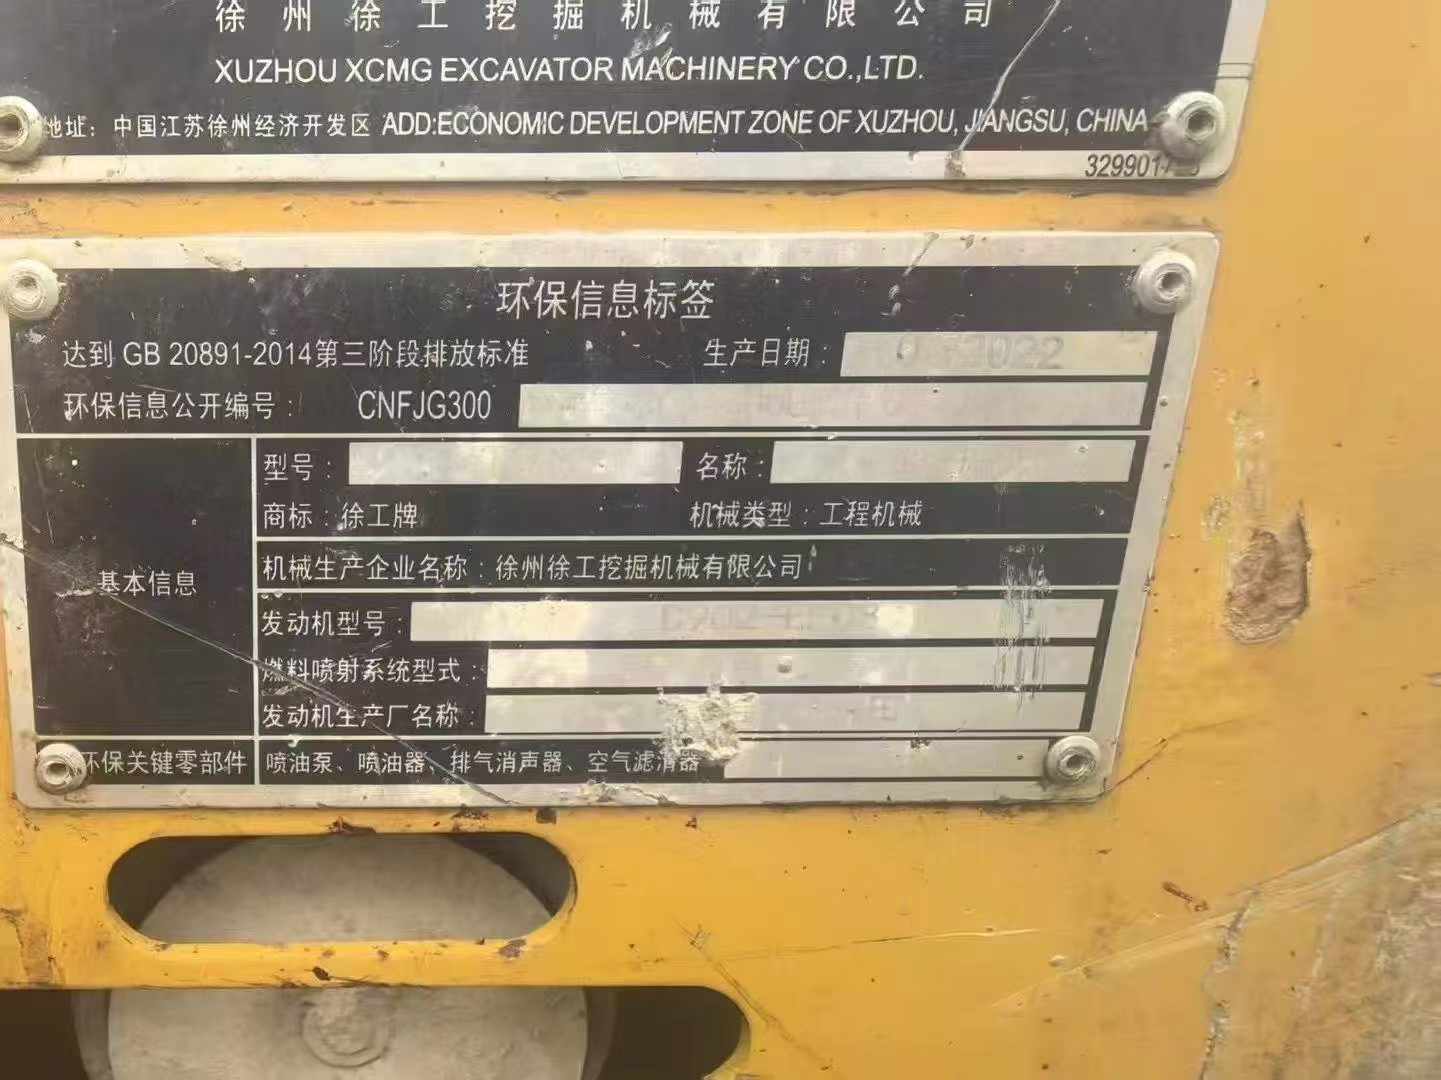 徐州徐工挖掘机械有限公司
XUZHOU XCMG EXCAVATOR MACHINERY CO.,LTD.
地址：中国江苏徐州经济开发区 ADD:ECONOMIC DEVELOPMENT ZONE OF XUZHOU, JIANGSU, CHINA
环保信息标签
达到 GB 20891-2014第三阶段排放标准 生产日期：
环保信息公开编号： CNFJG300
型号： 名称：
商标：徐工牌 机械类型：工程机械
基本信息
机械生产企业名称：徐州徐工挖掘机械有限公司
发动机型号：
燃料喷射系统型式：
发动机生产厂名称：
环保关键零部件 喷油泵、喷油器、排气消声器、空气滤清器